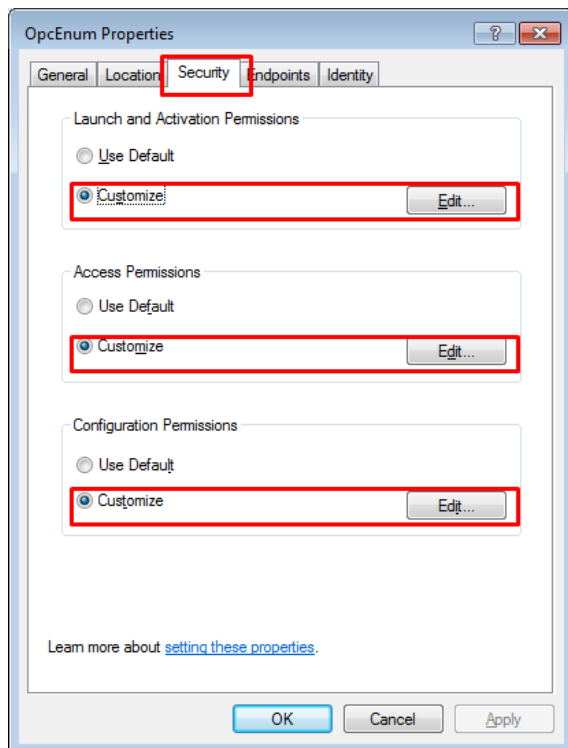 OpcEnum Properties
General Location Security Endpoints Identity
Launch and Activation Permissions
Use Default
Customize Edit...
Access Permissions
Use Default
Customize Edit...
Configuration Permissions
Use Default
Customize Edit...
Learn more about setting these properties.
OK Cancel Apply